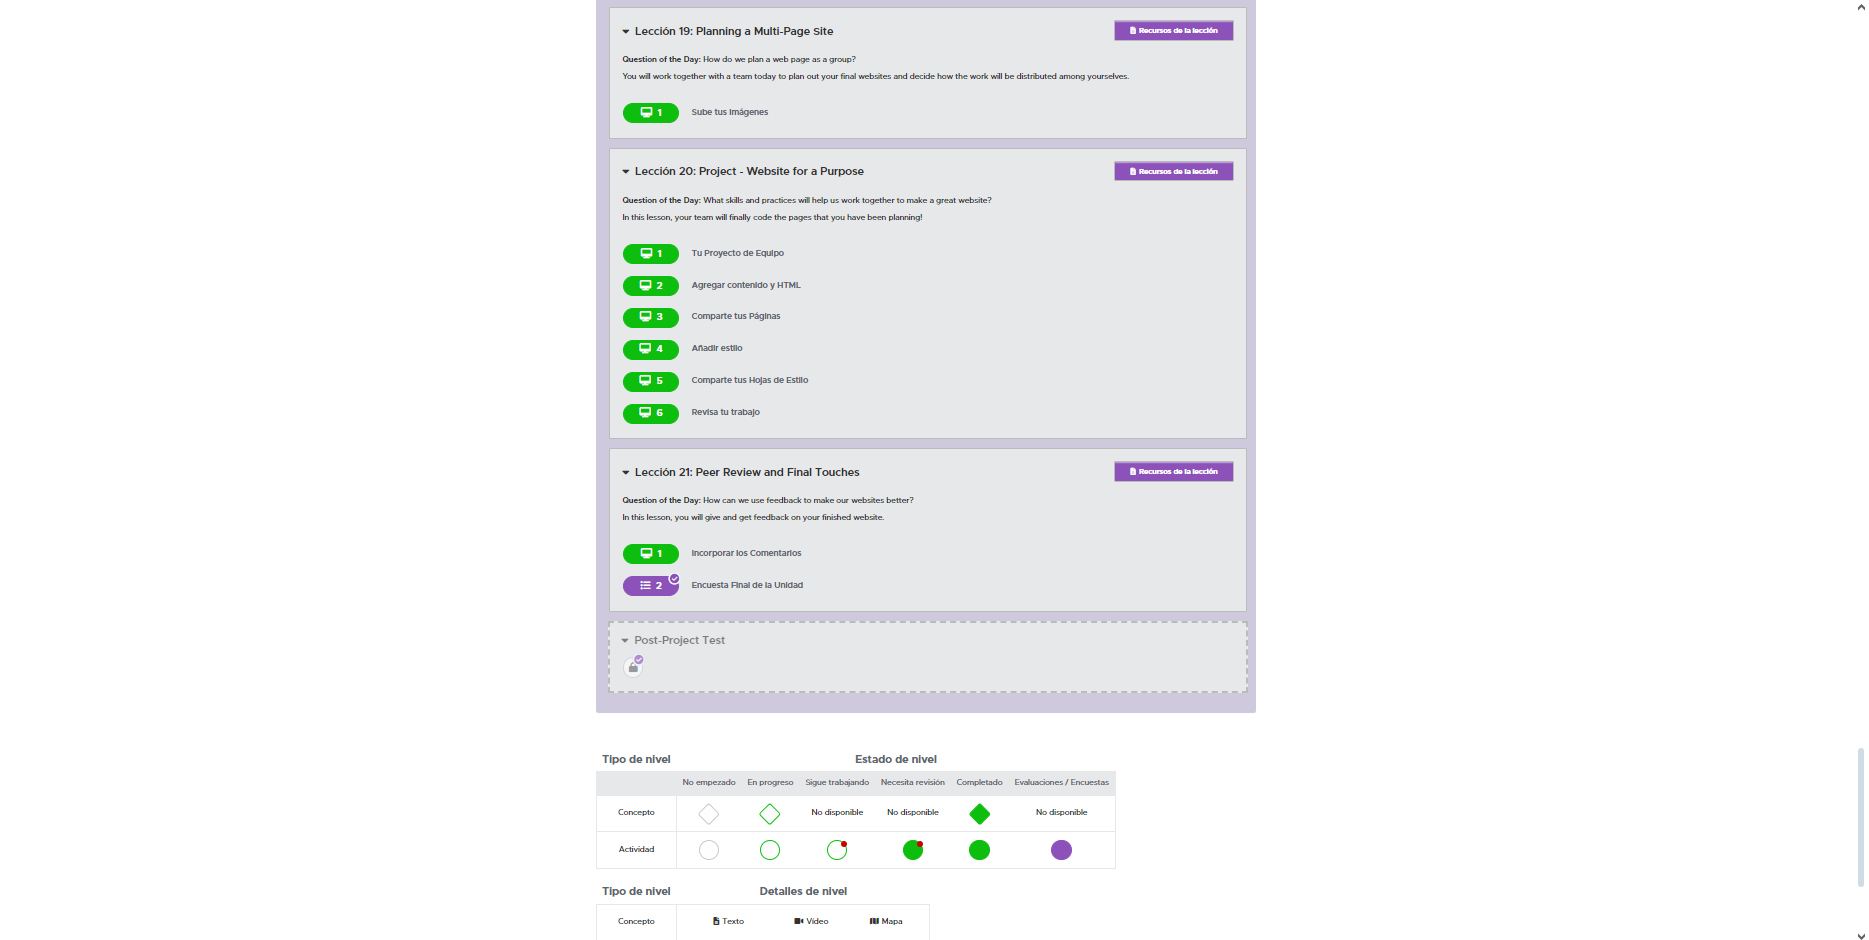 Lección 19: Planning a Multi-Page Site
Recursos de la lección
Question of the Day: How do we plan a web page as a group?
You will work together with a team today to plan out your final websites and decide how the work will be distributed among yourselves.
1 Sube tus Imágenes
Lección 20: Project - Website for a Purpose
Recursos de la lección
Question of the Day: What skills and practices will help us work together to make a great website?
In this lesson, your team will finally code the pages that you have been planning!
1 Tu Proyecto de Equipo
2 Agregar contenido y HTML
3 Comparte tus Páginas
4 Añadir estilo
5 Comparte tus Hojas de Estilo
6 Revisa tu trabajo
Lección 21: Peer Review and Final Touches
Recursos de la lección
Question of the Day: How can we use feedback to make our websites better?
In this lesson, you will give and get feedback on your finished website.
1 Incorporar los Comentarios
2 Encuesta Final de la Unidad
Post-Project Test
Tipo de nivel Estado de nivel
No empezado En progreso Sigue trabajando Necesita revisión Completado Evaluaciones / Encuestas
Concepto No disponible No disponible No disponible
Actividad
Tipo de nivel Detalles de nivel
Concepto Texto Vídeo Mapa